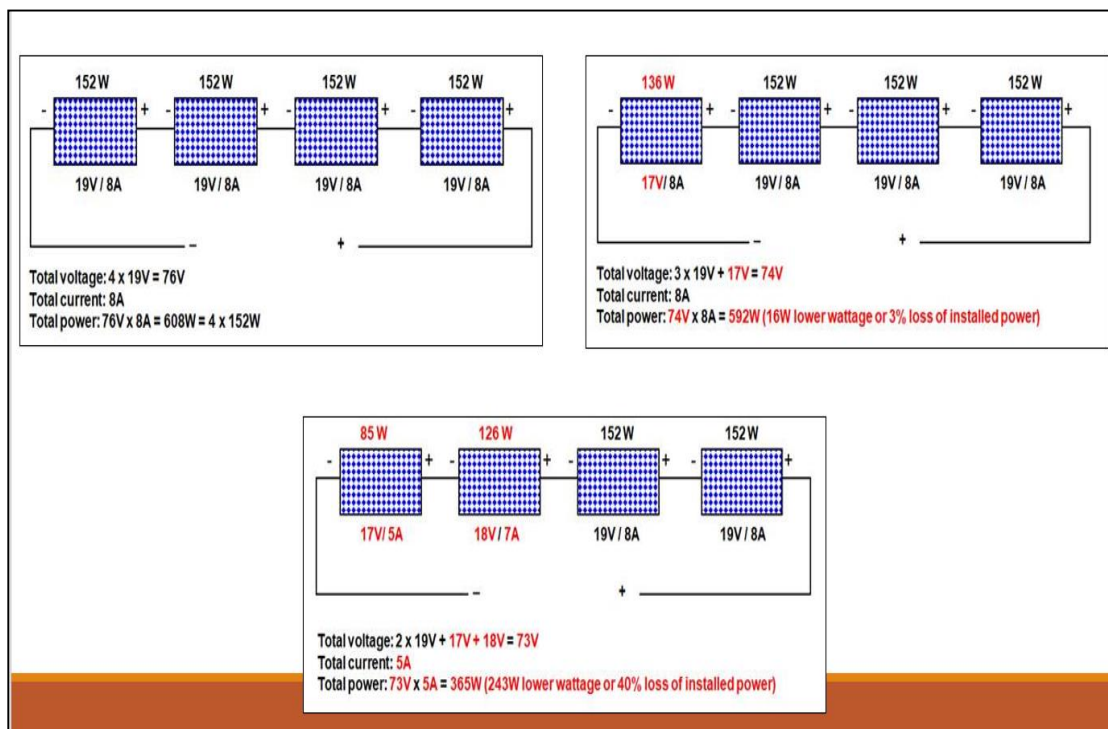 152W 152W 152W 152W
- + - + - + - +
19V / 8A 19V / 8A 19V / 8A 19V / 8A
– +
Total voltage: 4 x 19V = 76V
Total current: 8A
Total power: 76V x 8A = 608W = 4 x 152W
136W 152W 152W 152W
- + - + - + - +
17V/ 8A 19V / 8A 19V / 8A 19V / 8A
– +
Total voltage: 3 x 19V + 17V = 74V
Total current: 8A
Total power: 74V x 8A = 592W (16W lower wattage or 3% loss of installed power)
85W 126W 152W 152W
- + - + - + - +
17V/ 5A 18V / 7A 19V / 8A 19V / 8A
– +
Total voltage: 2 x 19V + 17V + 18V = 73V
Total current: 5A
Total power: 73V x 5A = 365W (243W lower wattage or 40% loss of installed power)